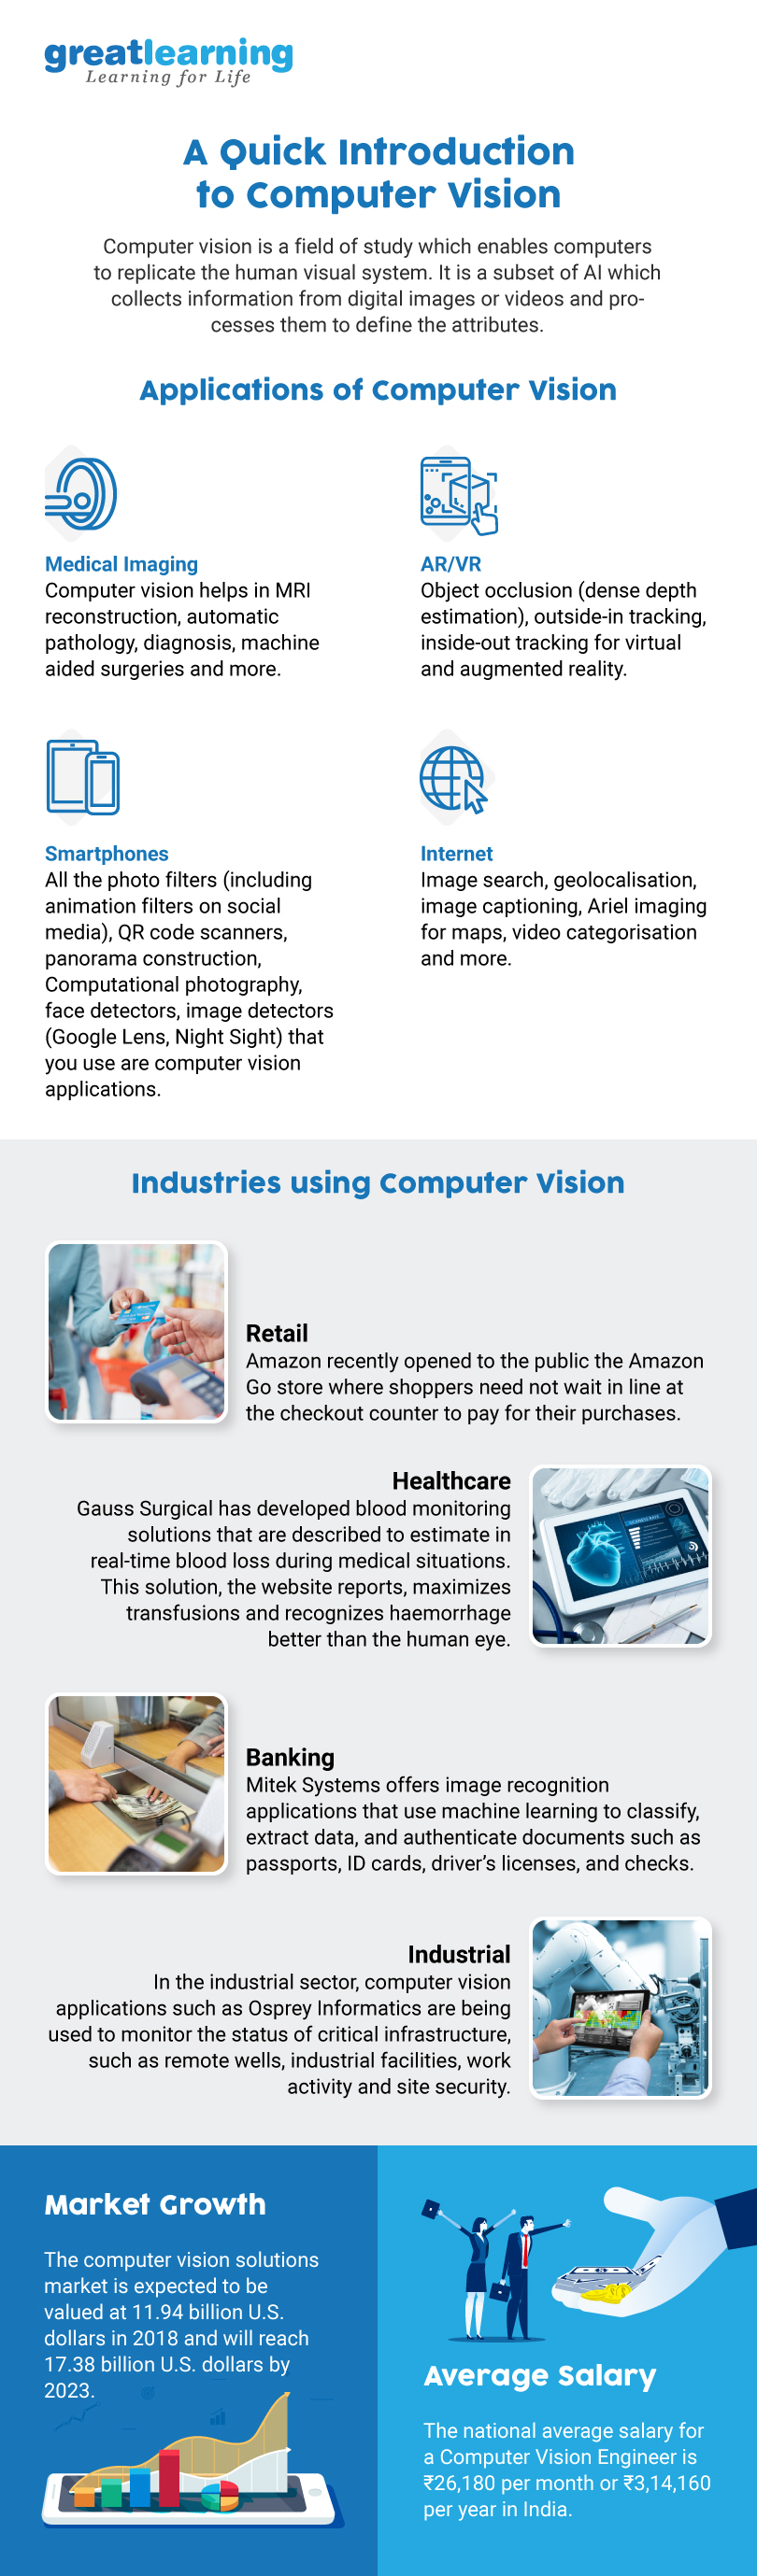 greatlearning
Learning for Life
A Quick Introduction
to Computer Vision
Computer vision is a field of study which enables computers
to replicate the human visual system. It is a subset of AI which
collects information from digital images or videos and pro-
cesses them to define the attributes.
Applications of Computer Vision
Medical Imaging
Computer vision helps in MRI
reconstruction, automatic
pathology, diagnosis, machine
aided surgeries and more.
AR/VR
Object occlusion (dense depth
estimation), outside-in tracking,
inside-out tracking for virtual
and augmented reality.
Smartphones
All the photo filters (including
animation filters on social
media), QR code scanners,
panorama construction,
Computational photography,
face detectors, image detectors
(Google Lens, Night Sight) that
you use are computer vision
applications.
Internet
Image search, geolocalisation,
image captioning, Ariel imaging
for maps, video categorisation
and more.
Industries using Computer Vision
Retail
Amazon recently opened to the public the Amazon
Go store where shoppers need not wait in line at
the checkout counter to pay for their purchases.
Healthcare
Gauss Surgical has developed blood monitoring
solutions that are described to estimate in
real-time blood loss during medical situations.
This solution, the website reports, maximizes
transfusions and recognizes haemorrhage
better than the human eye.
Banking
Mitek Systems offers image recognition
applications that use machine learning to classify,
extract data, and authenticate documents such as
passports, ID cards, driver's licenses, and checks.
Industrial
In the industrial sector, computer vision
applications such as Osprey Informatics are being
used to monitor the status of critical infrastructure,
such as remote wells, industrial facilities, work
activity and site security.
Market Growth
The computer vision solutions
market is expected to be
valued at 11.94 billion U.S.
dollars in 2018 and will reach
17.38 billion U.S. dollars by
2023.
Average Salary
The national average salary for
a Computer Vision Engineer is
₹26,180 per month or ₹3,14,160
per year in India.